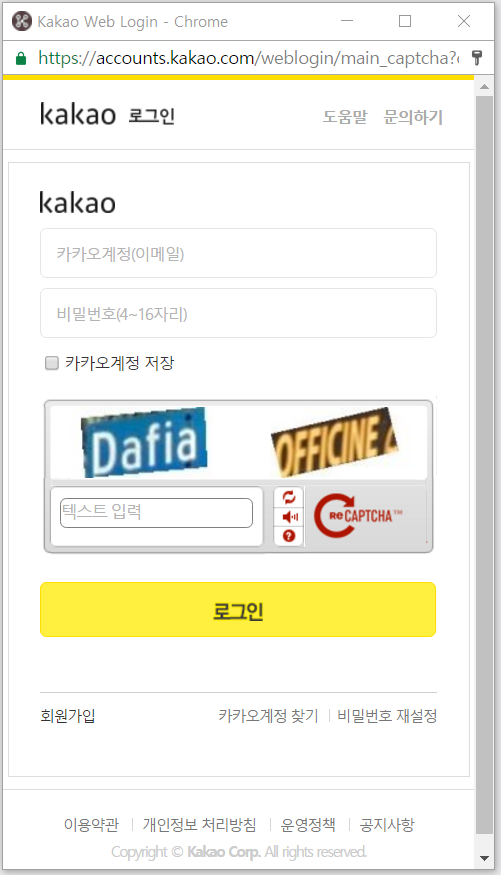 Kakao Web Login - Chrome
https://accounts.kakao.com/weblogin/main_captcha?
kakao 로그인 도움말 문의하기
kakao
카카오계정(이메일)
비밀번호(4~16자리)
카카오계정 저장
Dafia OFFICINE
텍스트 입력
ReCAPTCHA™
로그인
회원가입 카카오계정 찾기 | 비밀번호 재설정
이용약관 | 개인정보 처리방침 | 운영정책 | 공지사항
Copyright © Kakao Corp. All rights reserved.